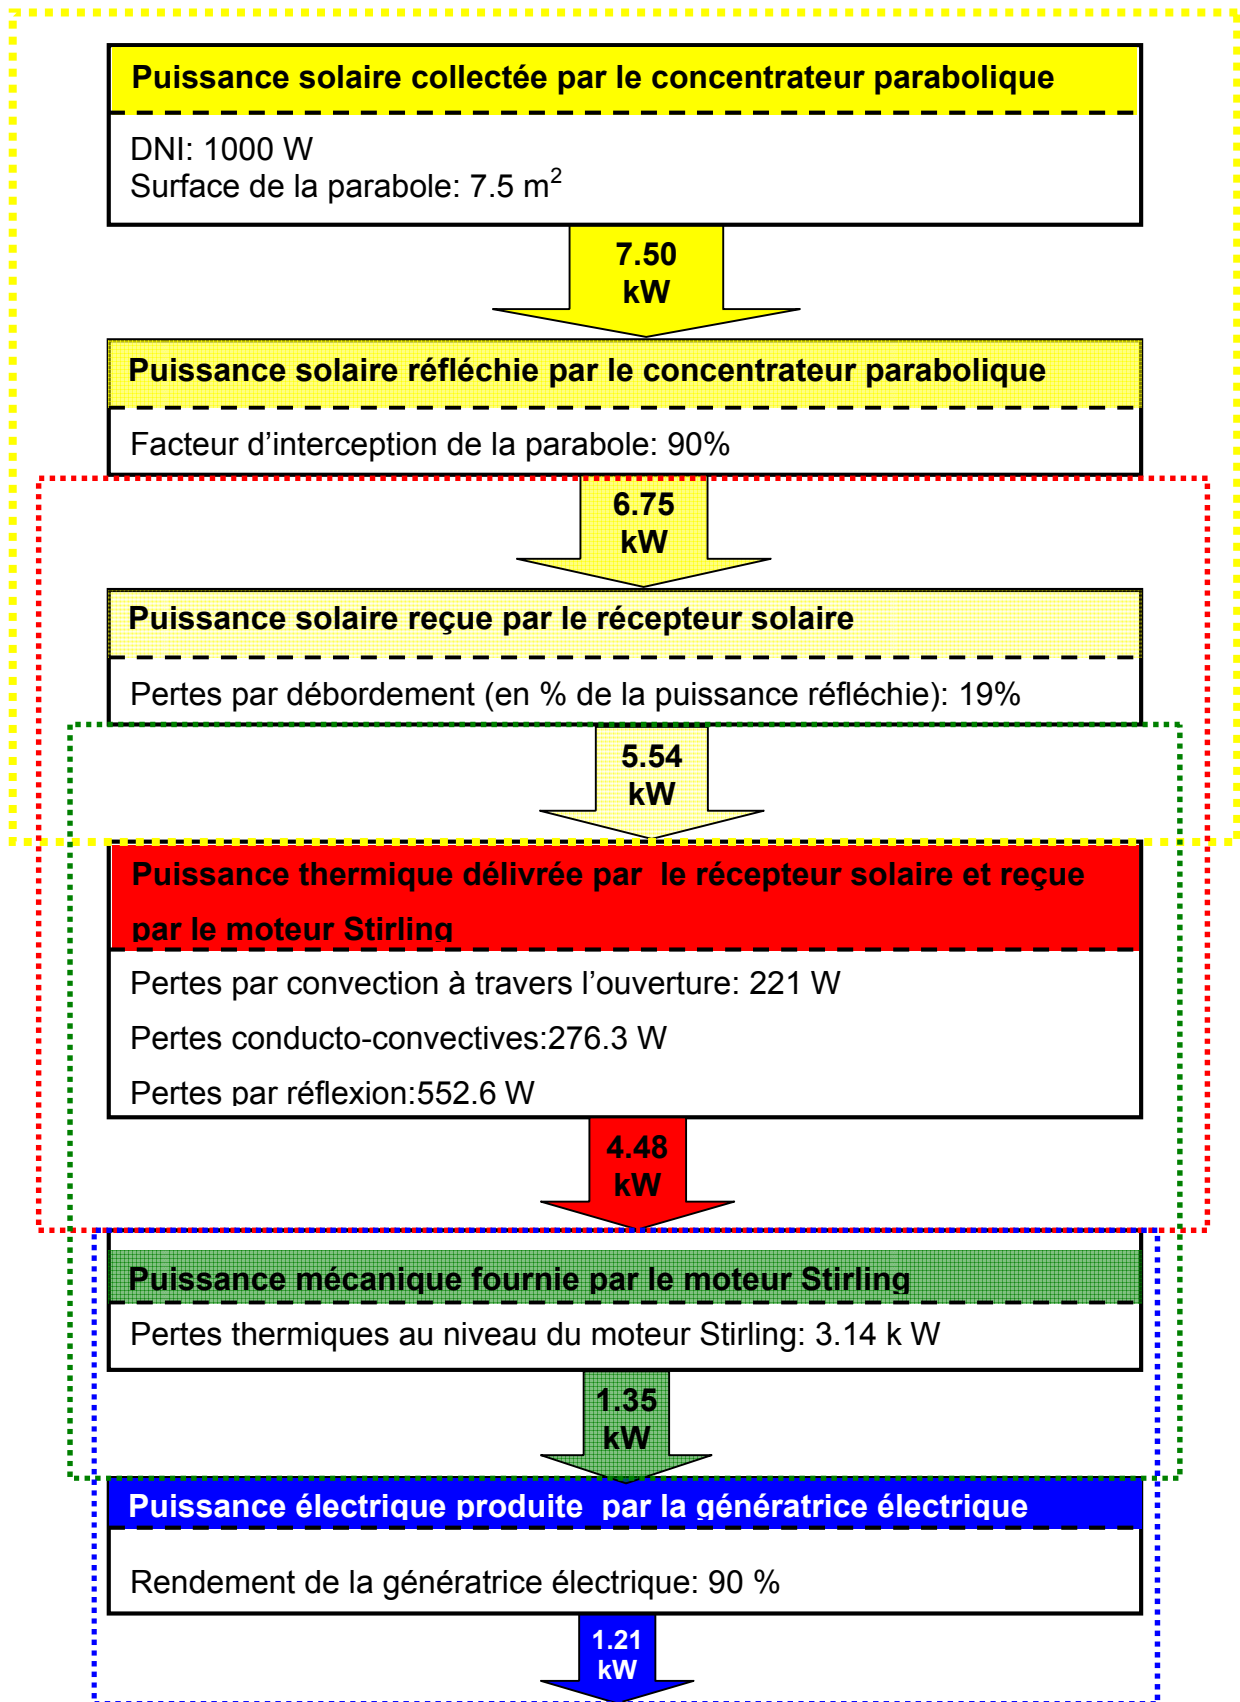 Puissance solaire collectée par le concentrateur parabolique
DNI: 1000 W
Surface de la parabole: 7.5 m²
7.50
kW
Puissance solaire réfléchie par le concentrateur parabolique
Facteur d’interception de la parabole: 90%
6.75
kW
Puissance solaire reçue par le récepteur solaire
Pertes par débordement (en % de la puissance réfléchie): 19%
5.54
kW
Puissance thermique délivrée par le récepteur solaire et reçue
par le moteur Stirling
Pertes par convection à travers l’ouverture: 221 W
Pertes conducto-convectives:276.3 W
Pertes par réflexion:552.6 W
4.48
kW
Puissance mécanique fournie par le moteur Stirling
Pertes thermiques au niveau du moteur Stirling: 3.14 k W
1.35
kW
Puissance électrique produite par la génératrice électrique
Rendement de la génératrice électrique: 90 %
1.21
kW